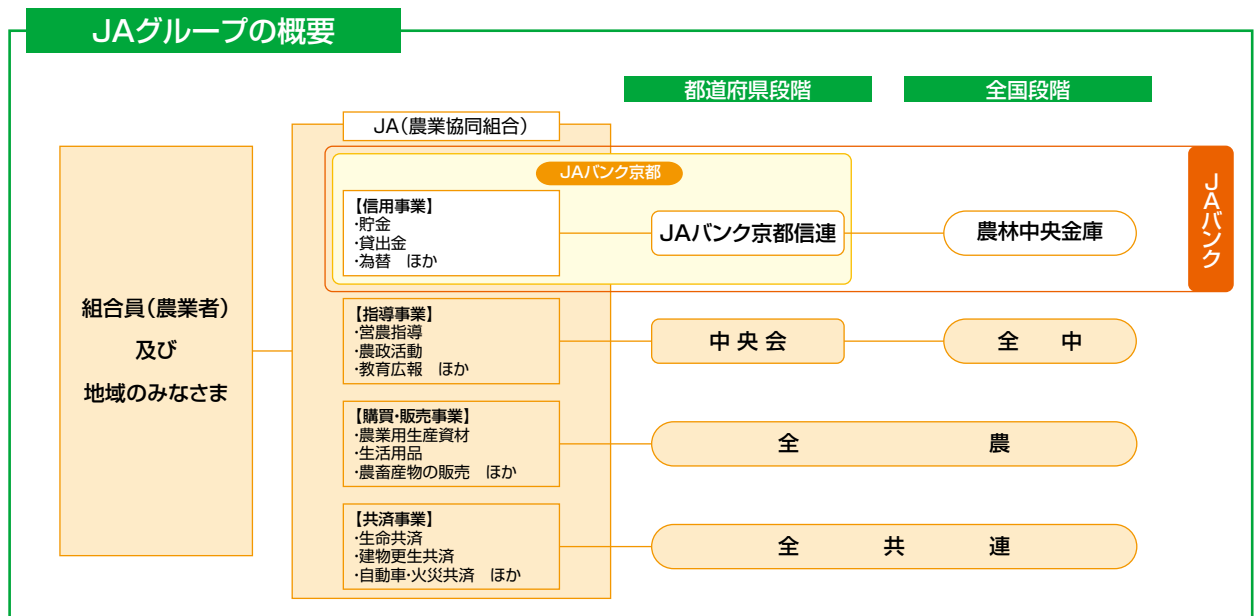 JAグループの概要
都道府県段階
全国段階
JA(農業協同組合)
JAバンク京都
JAバンク
組合員(農業者)
及び
地域のみなさま
【信用事業】
・貯金
・貸出金
・為替 ほか
JAバンク京都信連
農林中央金庫
【指導事業】
・営農指導
・農政活動
・教育広報 ほか
中央会
全中
【購買・販売事業】
・農業用生産資材
・生活用品
・農畜産物の販売 ほか
全農
【共済事業】
・生命共済
・建物更生共済
・自動車・火災共済 ほか
全共連